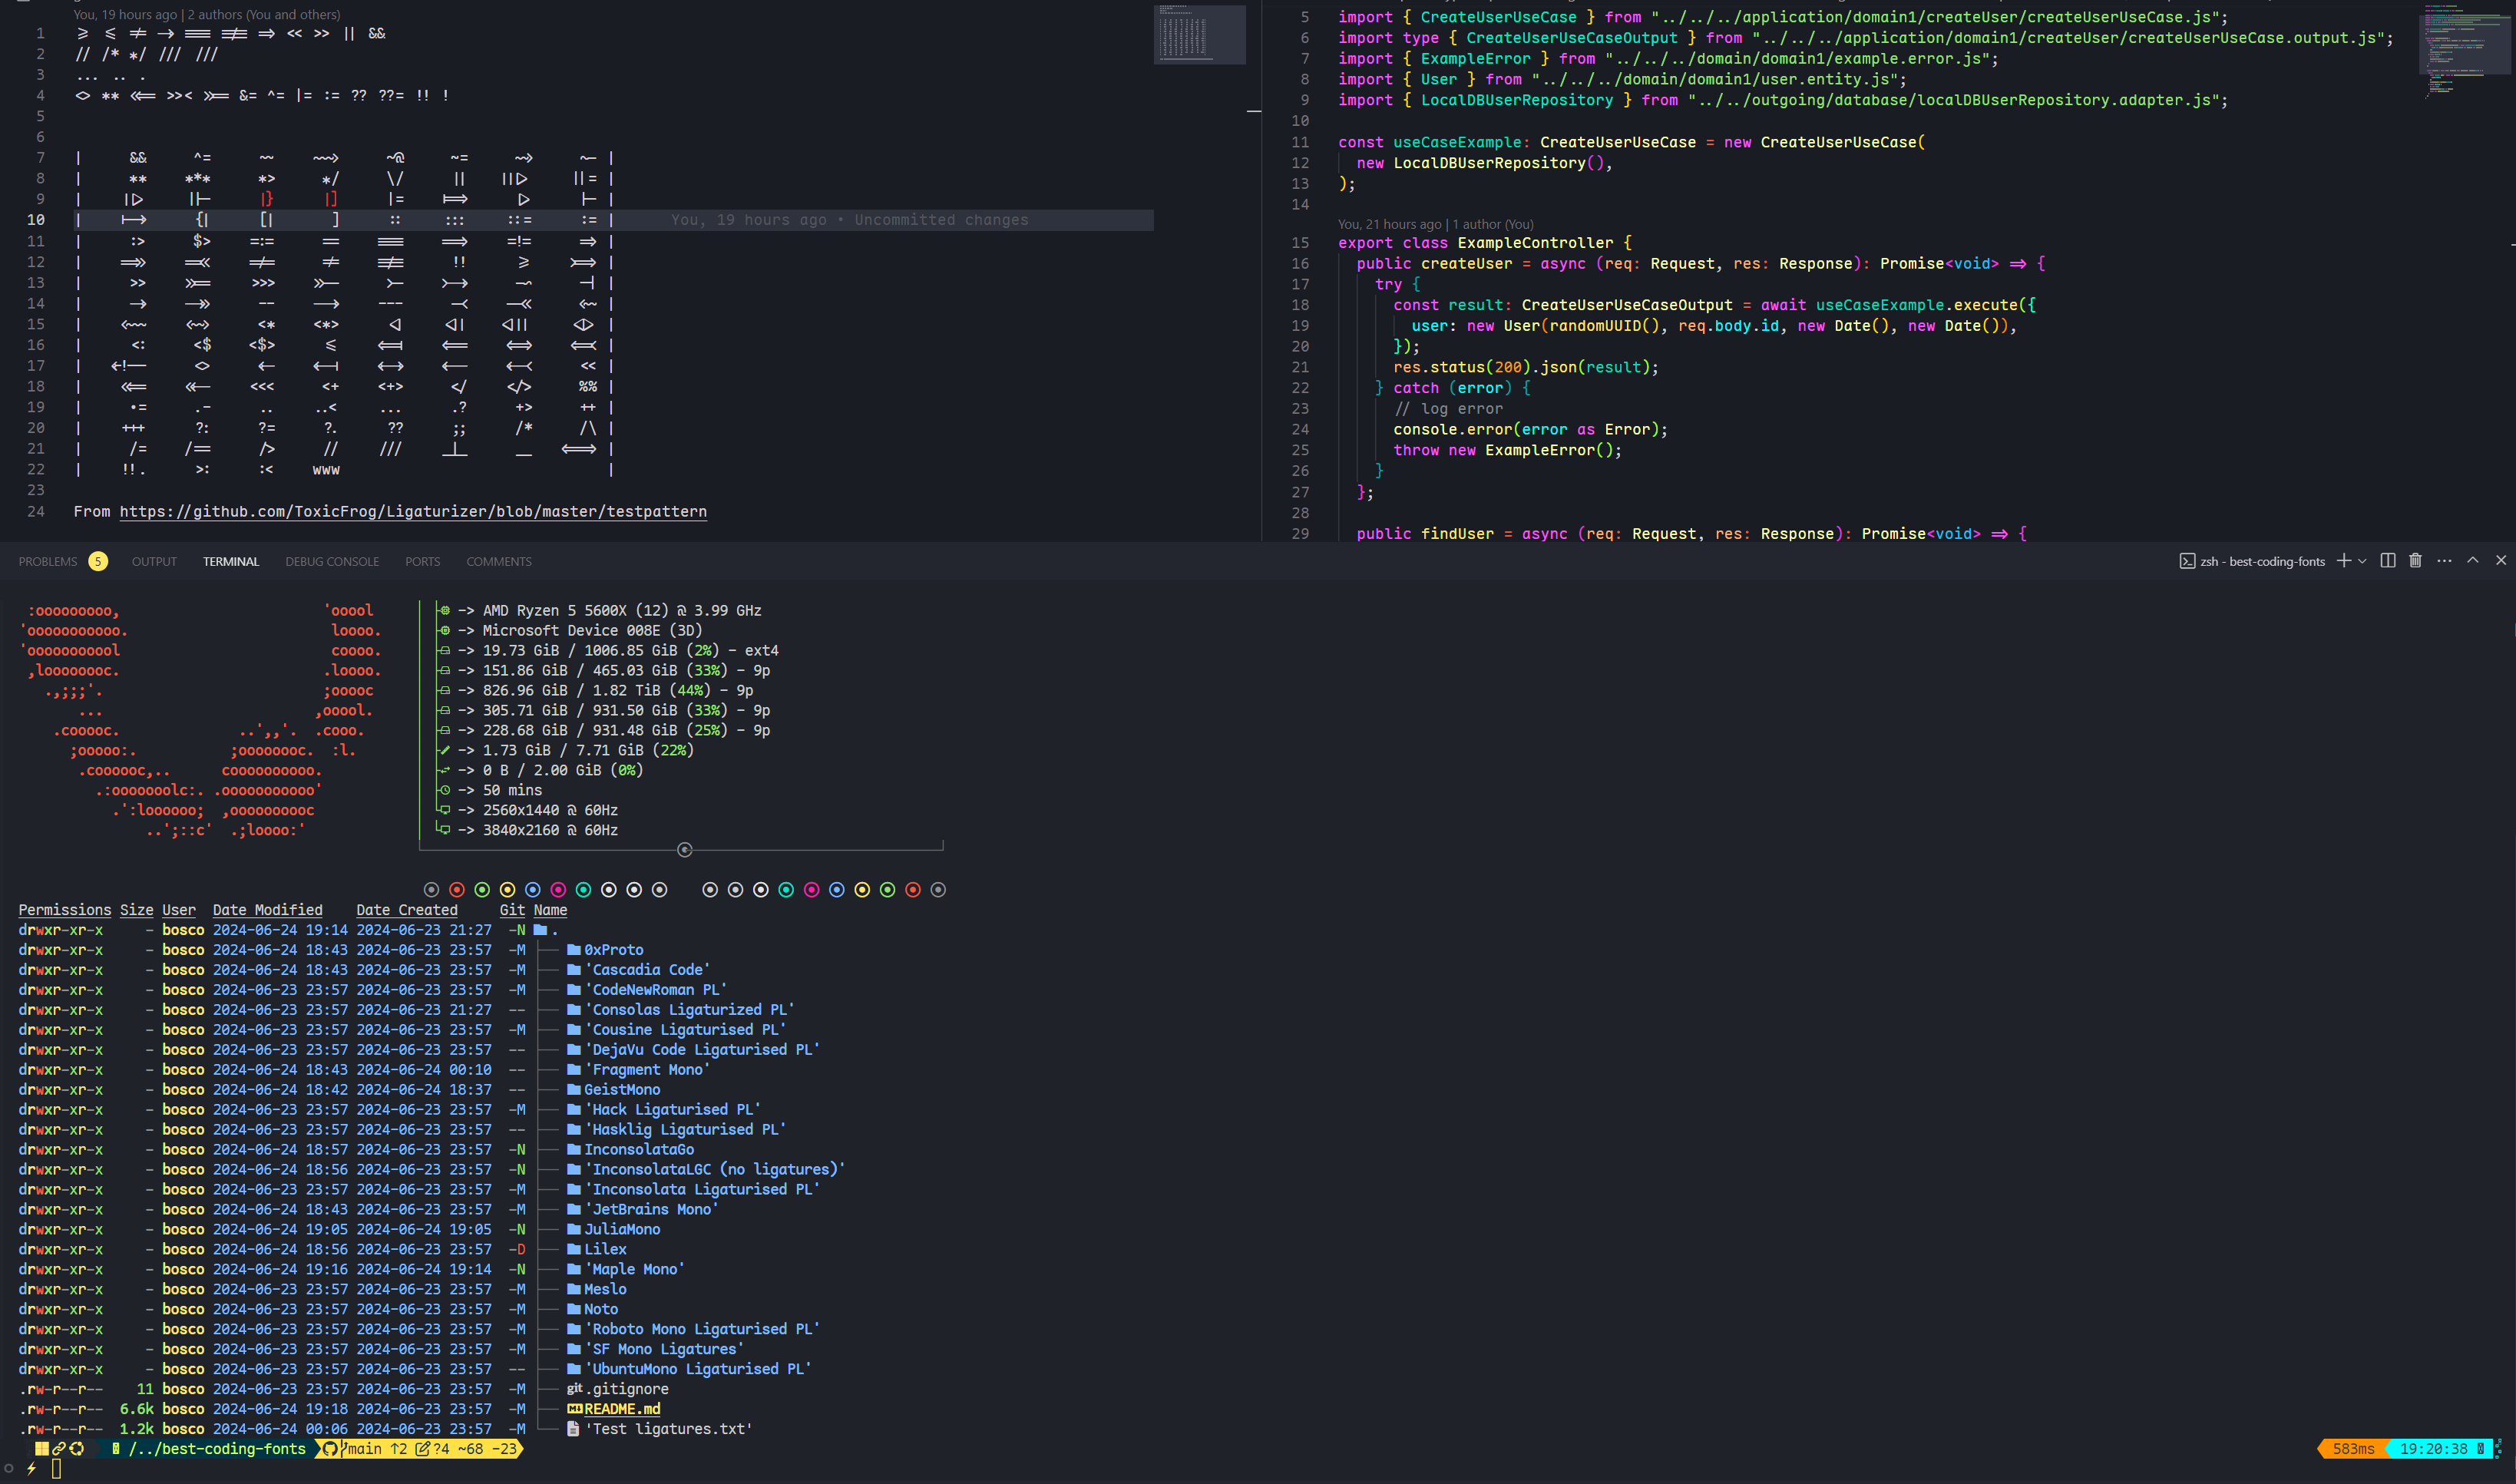 You, 19 hours ago | 2 authors (You and others)
1 ≥ ≤ ≠ → ≡ ≢ ⇒ << >> || &&
2 // /* */ /// ///
3 ... .. .
4 <> ** <<= >>< >>= &= ^= |= := ?? ??= !! !
5
6
7 | && ^= ~~ ~~> ~@ ~= ~> ~- |
8 | ** *** *> */ \/ || ||> ||= |
9 | |> ||- |} |] |= |=> |> |- |
10 | |-> {| [| ] :: ::: ::= := | You, 19 hours ago • Uncommitted changes
11 | :> $> =:= == === ==> =!= => |
12 | =>> =<< =/= != !== !! >= >=> |
13 | >> >>= >>> >>- >- >-> -~ -| |
14 | -> ->> -- --> --- -< -<< <~ |
15 | <~~ <~> <* <*> <| <|| <||| <|> |
16 | <: <$ <$> <= <=| <== <=> <=< |
17 | <!-- <> <- <-| <-> <-- <-< << |
18 | <<= <<- <<< <+ <+> </ </> %% |
19 | •= .- .. ..< ... .? +> ++ |
20 | +++ ?: ?= ?. ?? ;; /* /\ |
21 | /= /== /> // /// _|_ __ <==> |
22 | !!. >: :< www |
23
24 From https://github.com/ToxicFrog/Ligaturizer/blob/master/testpattern
5 import { CreateUserUseCase } from "../../../application/domain1/createUser/createUserUseCase.js";
6 import type { CreateUserUseCaseOutput } from "../../../application/domain1/createUser/createUserUseCase.output.js";
7 import { ExampleError } from "../../../domain/domain1/example.error.js";
8 import { User } from "../../../domain/domain1/user.entity.js";
9 import { LocalDBUserRepository } from "../../outgoing/database/localDBUserRepository.adapter.js";
10
11 const useCaseExample: CreateUserUseCase = new CreateUserUseCase(
12 new LocalDBUserRepository(),
13 );
14
You, 21 hours ago | 1 author (You)
15 export class ExampleController {
16 public createUser = async (req: Request, res: Response): Promise<void> => {
17 try {
18 const result: CreateUserUseCaseOutput = await useCaseExample.execute({
19 user: new User(randomUUID(), req.body.id, new Date(), new Date()),
20 });
21 res.status(200).json(result);
22 } catch (error) {
23 // log error
24 console.error(error as Error);
25 throw new ExampleError();
26 }
27 };
28
29 public findUser = async (req: Request, res: Response): Promise<void> => {
PROBLEMS 5 OUTPUT TERMINAL DEBUG CONSOLE PORTS COMMENTS
zsh - best-coding-fonts
:ooooooooo, 'ooool -> AMD Ryzen 5 5600X (12) @ 3.99 GHz
'ooooooooooo. loooo. -> Microsoft Device 008E (3D)
'ooooooooool coooo. -> 19.73 GiB / 1006.85 GiB (2%) - ext4
,loooooooc. .loooo. -> 151.86 GiB / 465.03 GiB (33%) - 9p
.,;;;'. ;ooooc -> 826.96 GiB / 1.82 TiB (44%) - 9p
... ,ooool. -> 305.71 GiB / 931.50 GiB (33%) - 9p
.cooooc. ..',,'. .cooo. -> 228.68 GiB / 931.48 GiB (25%) - 9p
;ooooo:. ;oooooooc. :l. -> 1.73 GiB / 7.71 GiB (22%)
.coooooc,.. coooooooooo. -> 0 B / 2.00 GiB (0%)
.:ooooooolc:. .ooooooooooo' -> 50 mins
.':loooooo; ,oooooooooc -> 2560x1440 @ 60Hz
..';::c' .;loooo:' -> 3840x2160 @ 60Hz
Permissions Size User Date Modified Date Created Git Name
drwxr-xr-x - bosco 2024-06-24 19:14 2024-06-23 21:27 -N .
drwxr-xr-x - bosco 2024-06-24 18:43 2024-06-23 23:57 -M 0xProto
drwxr-xr-x - bosco 2024-06-24 18:43 2024-06-23 23:57 -M 'Cascadia Code'
drwxr-xr-x - bosco 2024-06-23 23:57 2024-06-23 23:57 -M 'CodeNewRoman PL'
drwxr-xr-x - bosco 2024-06-23 23:57 2024-06-23 21:27 -- 'Consolas Ligaturized PL'
drwxr-xr-x - bosco 2024-06-23 23:57 2024-06-23 23:57 -M 'Cousine Ligaturised PL'
drwxr-xr-x - bosco 2024-06-23 23:57 2024-06-23 23:57 -- 'DejaVu Code Ligaturised PL'
drwxr-xr-x - bosco 2024-06-24 18:43 2024-06-24 00:10 -- 'Fragment Mono'
drwxr-xr-x - bosco 2024-06-24 18:42 2024-06-24 18:37 -- GeistMono
drwxr-xr-x - bosco 2024-06-23 23:57 2024-06-23 23:57 -M 'Hack Ligaturised PL'
drwxr-xr-x - bosco 2024-06-23 23:57 2024-06-23 23:57 -- 'Hasklig Ligaturised PL'
drwxr-xr-x - bosco 2024-06-24 18:57 2024-06-23 23:57 -N InconsolataGo
drwxr-xr-x - bosco 2024-06-24 18:56 2024-06-23 23:57 -N 'InconsolataLGC (no ligatures)'
drwxr-xr-x - bosco 2024-06-23 23:57 2024-06-23 23:57 -M 'Inconsolata Ligaturised PL'
drwxr-xr-x - bosco 2024-06-24 18:43 2024-06-23 23:57 -M 'JetBrains Mono'
drwxr-xr-x - bosco 2024-06-24 19:05 2024-06-24 19:05 -N JuliaMono
drwxr-xr-x - bosco 2024-06-24 18:56 2024-06-23 23:57 -D Lilex
drwxr-xr-x - bosco 2024-06-24 19:16 2024-06-24 19:14 -N 'Maple Mono'
drwxr-xr-x - bosco 2024-06-23 23:57 2024-06-23 23:57 -M Meslo
drwxr-xr-x - bosco 2024-06-23 23:57 2024-06-23 23:57 -M Noto
drwxr-xr-x - bosco 2024-06-23 23:57 2024-06-23 23:57 -M 'Roboto Mono Ligaturised PL'
drwxr-xr-x - bosco 2024-06-23 23:57 2024-06-23 23:57 -M 'SF Mono Ligatures'
drwxr-xr-x - bosco 2024-06-23 23:57 2024-06-23 23:57 -- 'UbuntuMono Ligaturised PL'
.rw-r--r-- 11 bosco 2024-06-23 23:57 2024-06-23 23:57 -M git .gitignore
.rw-r--r-- 6.6k bosco 2024-06-24 19:18 2024-06-23 23:57 -M README.md
.rw-r--r-- 1.2k bosco 2024-06-24 00:06 2024-06-23 23:57 -M 'Test ligatures.txt'
/../best-coding-fonts main ↑2 ?4 ~68 -23 583ms 19:20:38